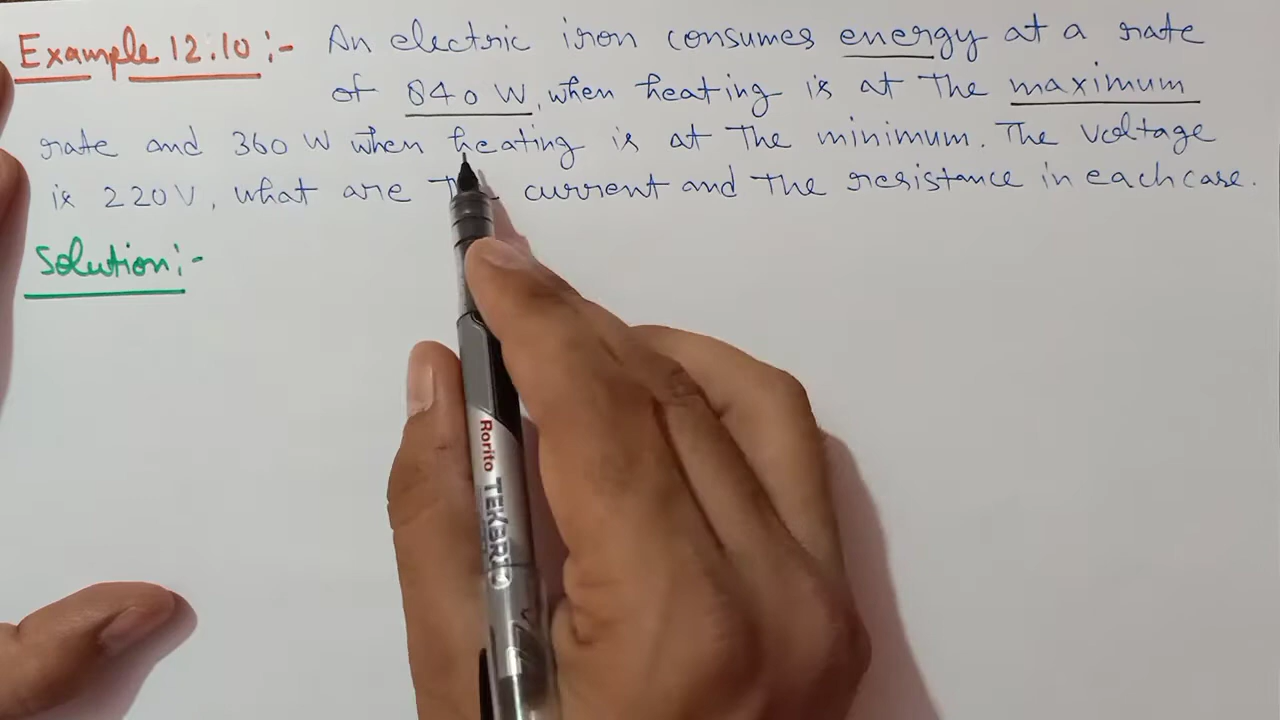 Example 12.10:- An electric iron consumes energy at a rate
of 840 W, when heating is at the maximum
rate and 360 W when heating is at the minimum. The voltage
is 220V, what are current and the resistance in each case.
Solution:-
Rorito